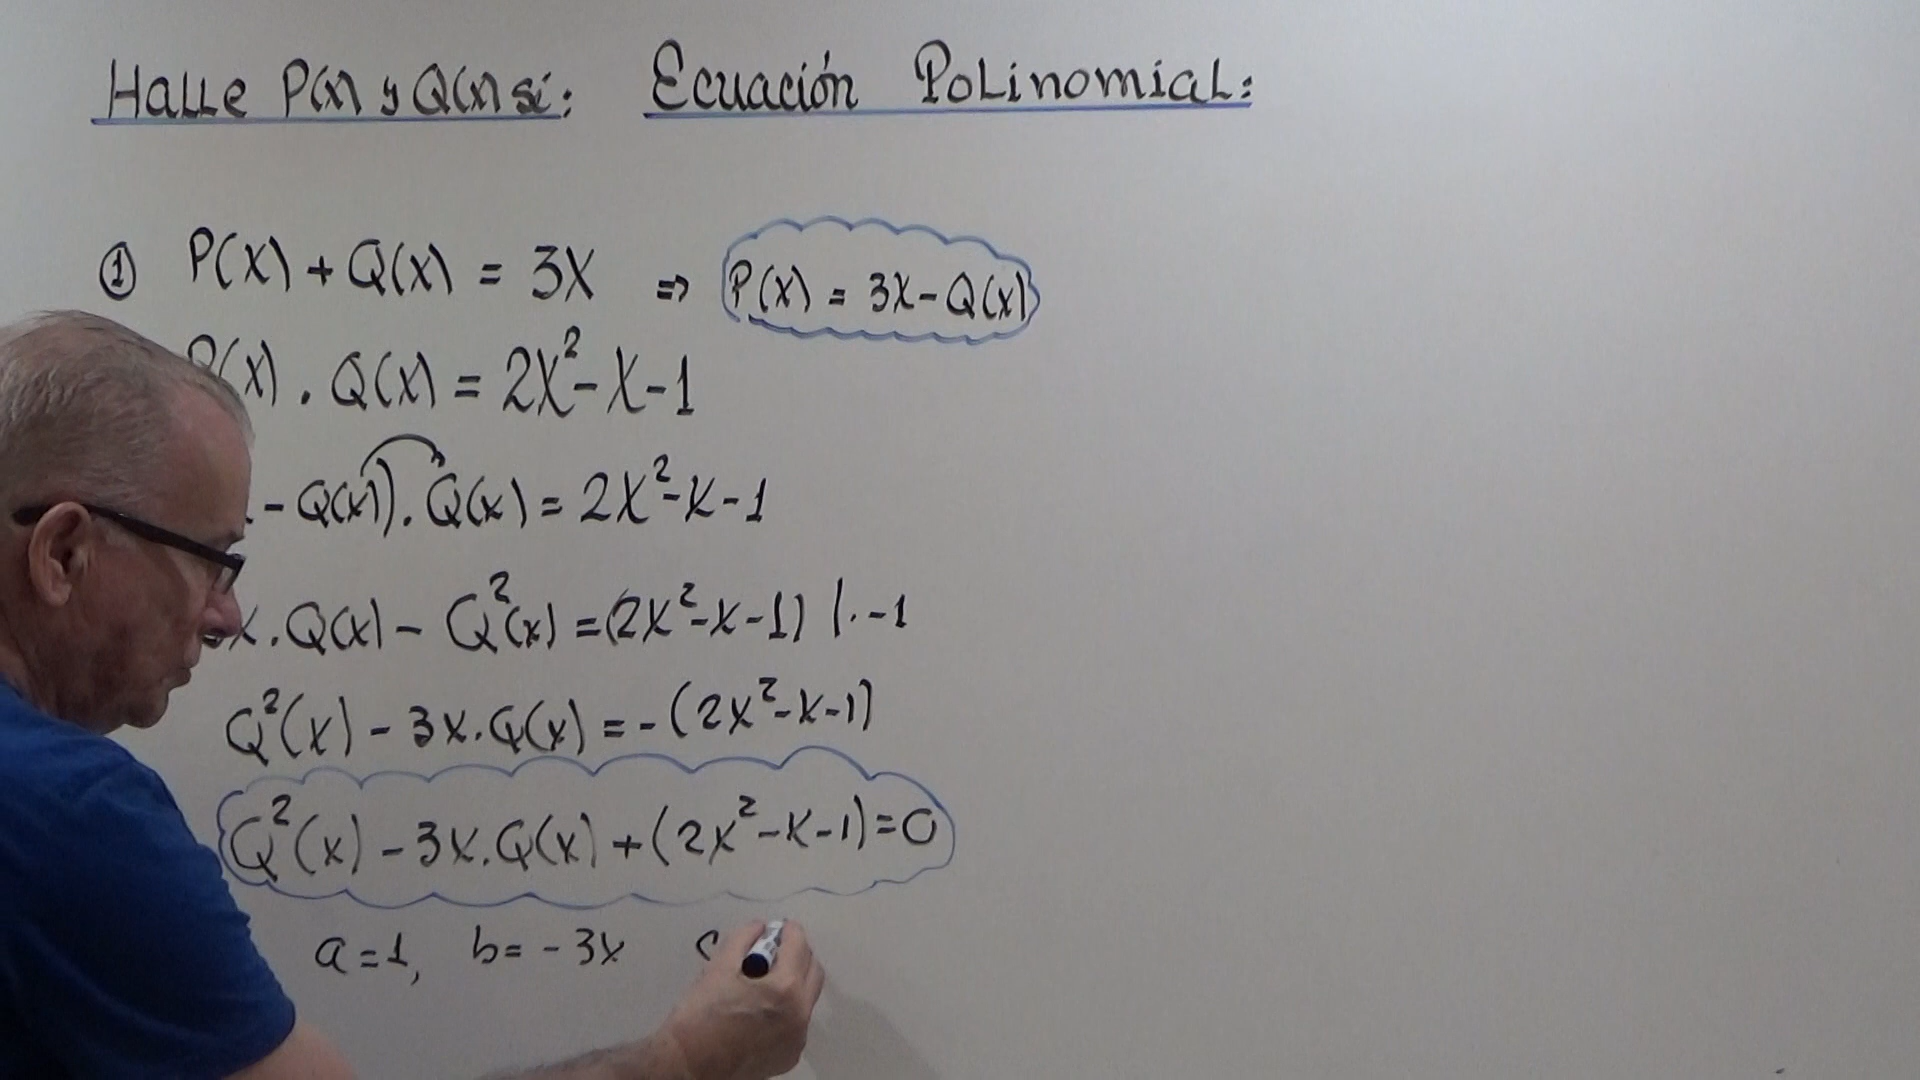 Halle P(x) y Q(x) si: Ecuación Polinomial:
① P(x) + Q(x) = 3x ⇒ P(x) = 3x - Q(x)
P(x) . Q(x) = 2x² - x - 1
- Q(x)) . Q(x) = 2x² - x - 1
x . Q(x) - Q²(x) = (2x² - x - 1) | . -1
Q²(x) - 3x . Q(x) = - (2x² - x - 1)
Q²(x) - 3x . Q(x) + (2x² - x - 1) = 0
a = 1, b = - 3x c